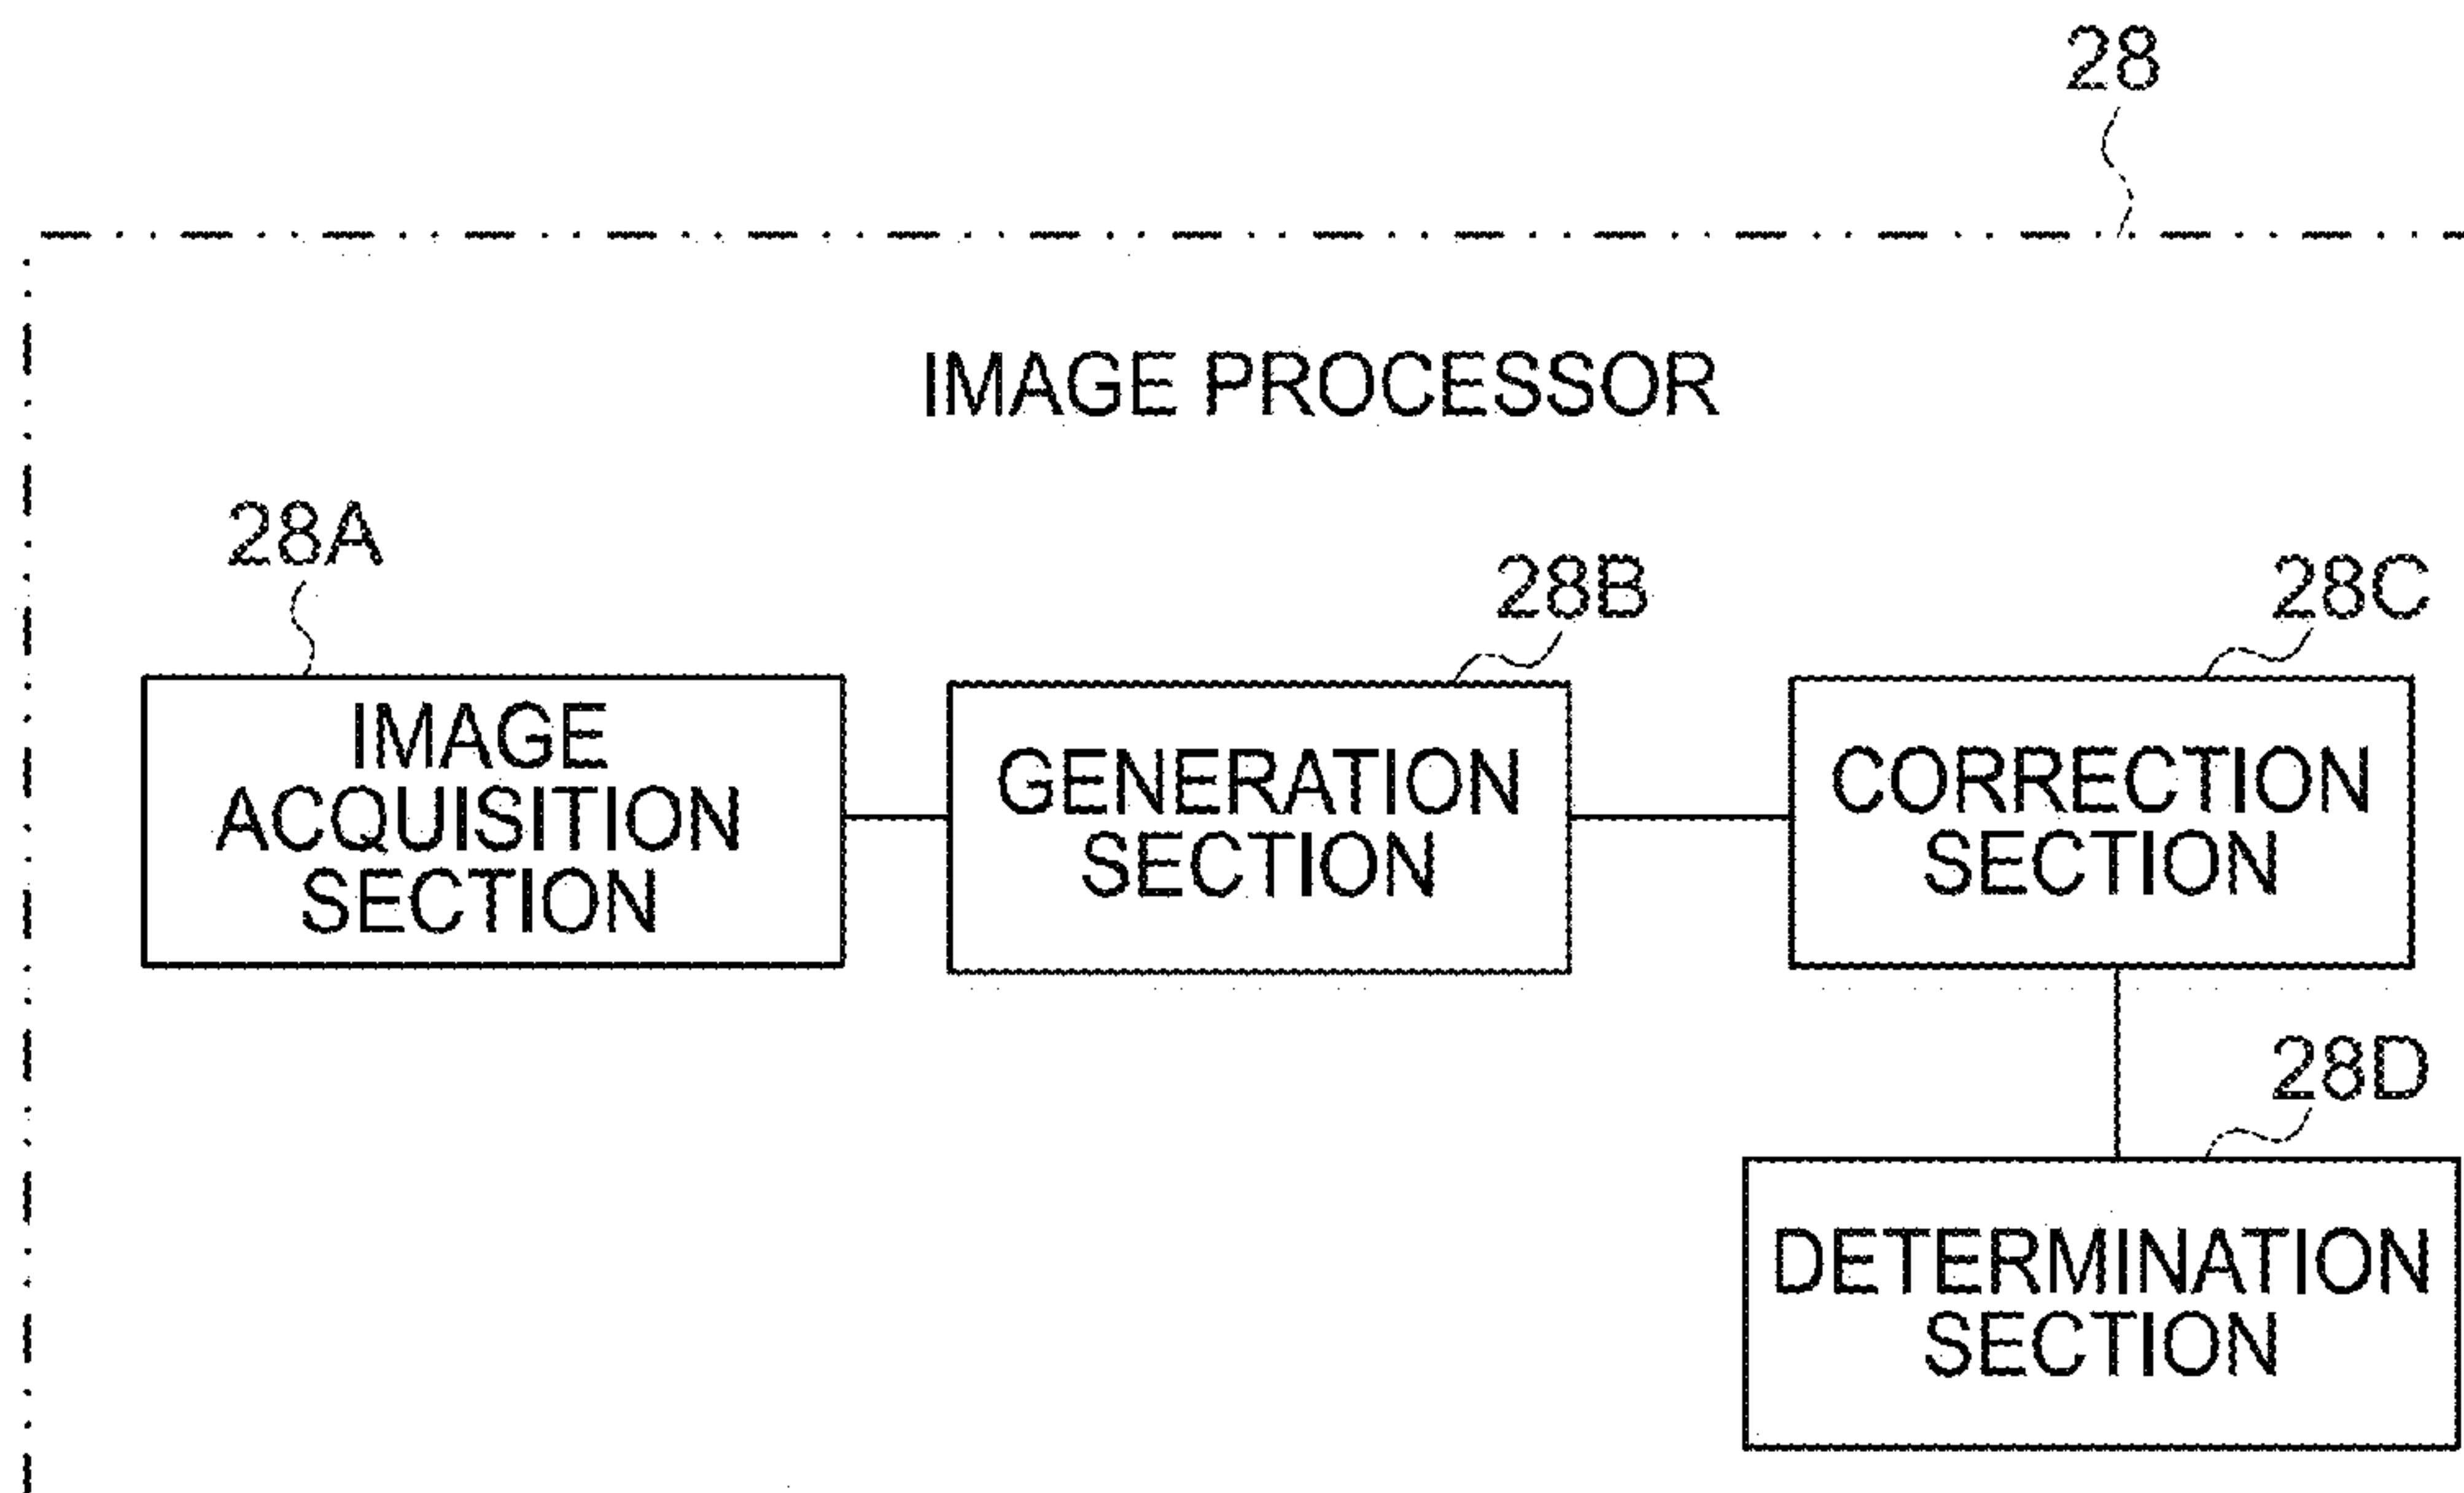 28
IMAGE PROCESSOR
28A
28B
28C
IMAGE
ACQUISITION
SECTION
GENERATION
SECTION
CORRECTION
SECTION
28D
DETERMINATION
SECTION